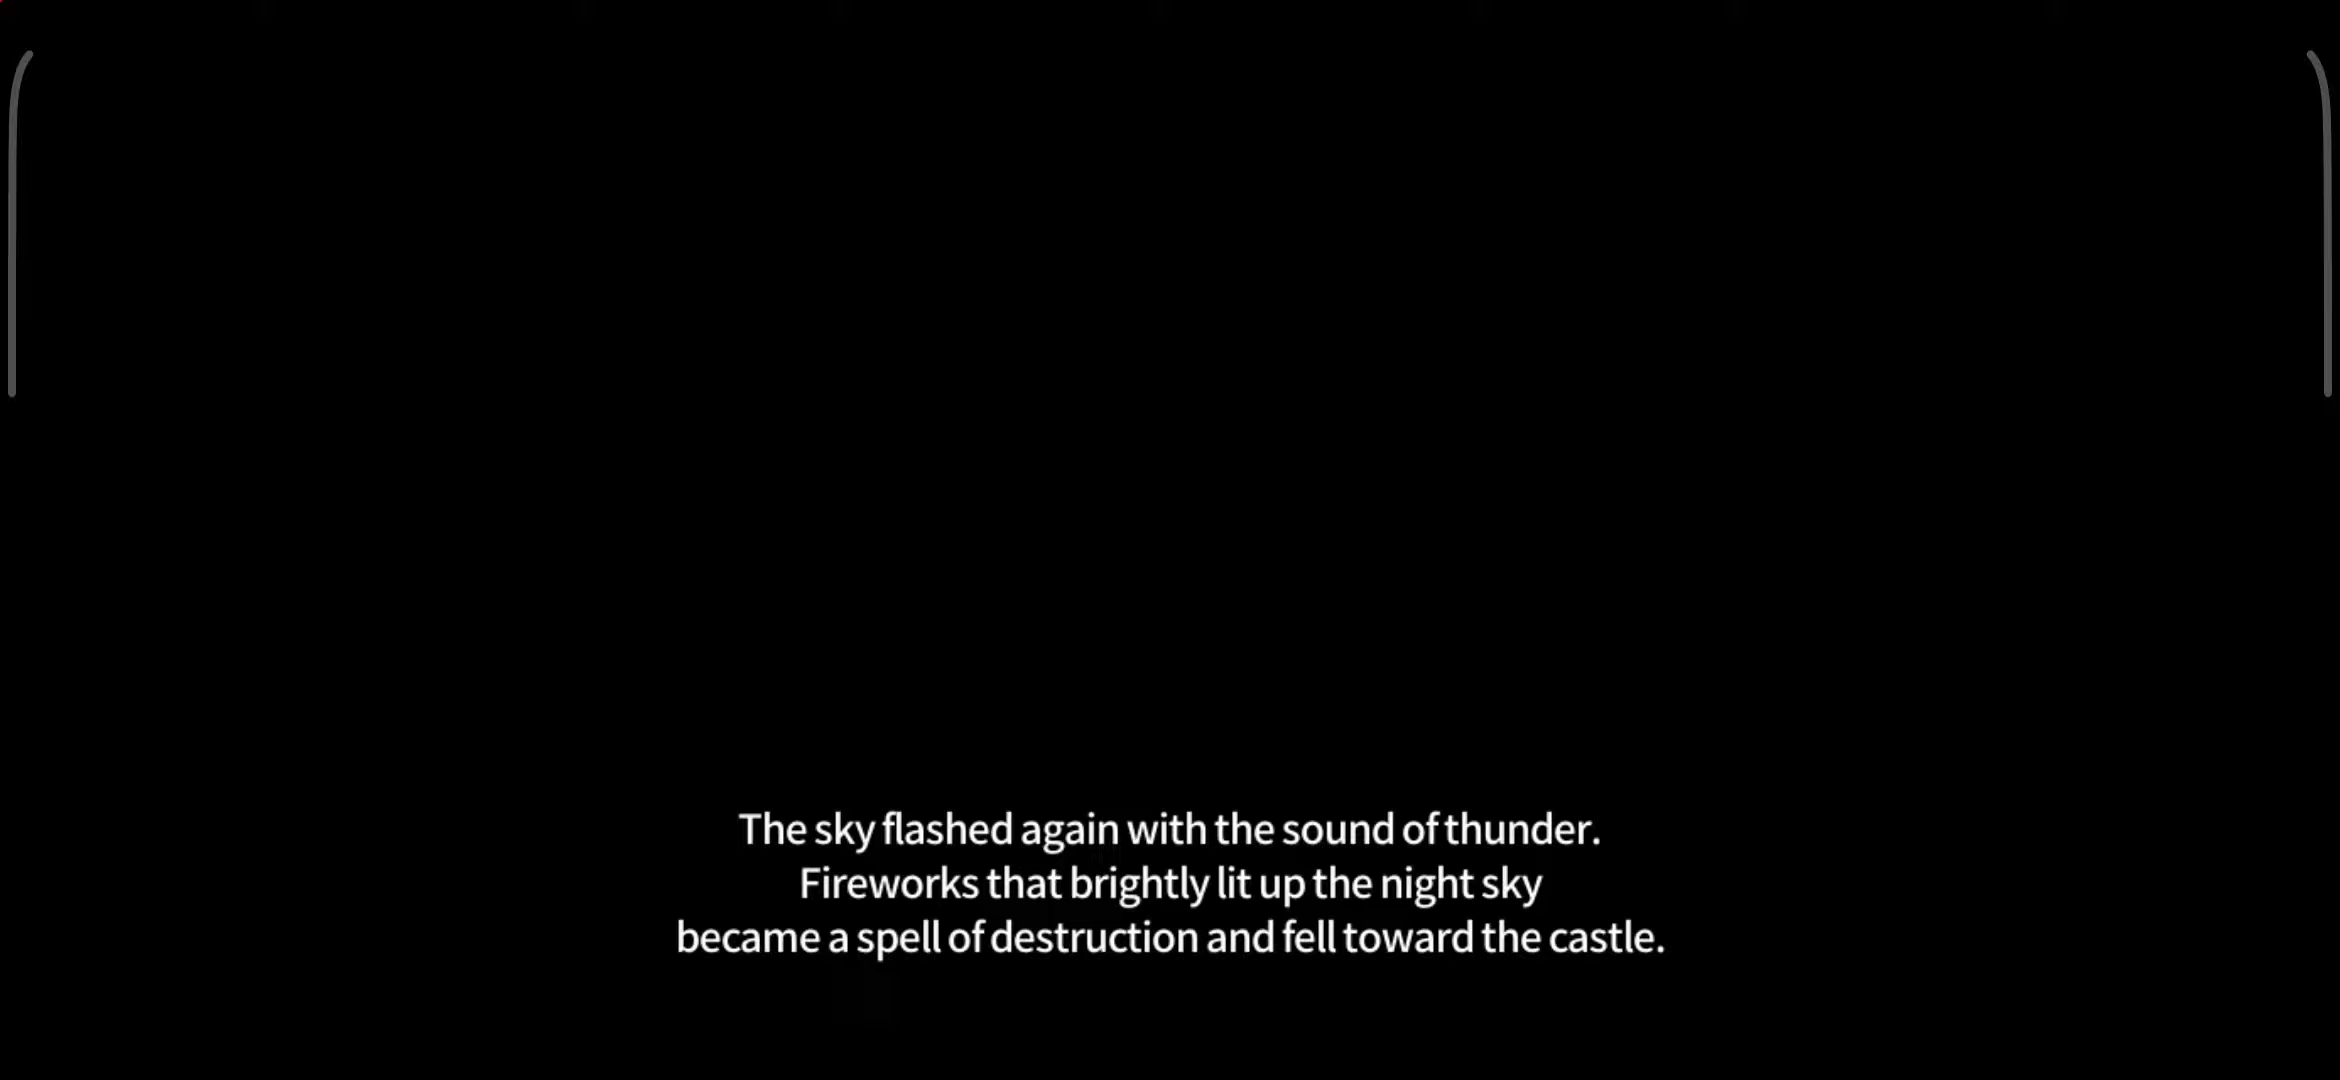 The sky flashed again with the sound of thunder.
Fireworks that brightly lit up the night sky
became a spell of destruction and fell toward the castle.